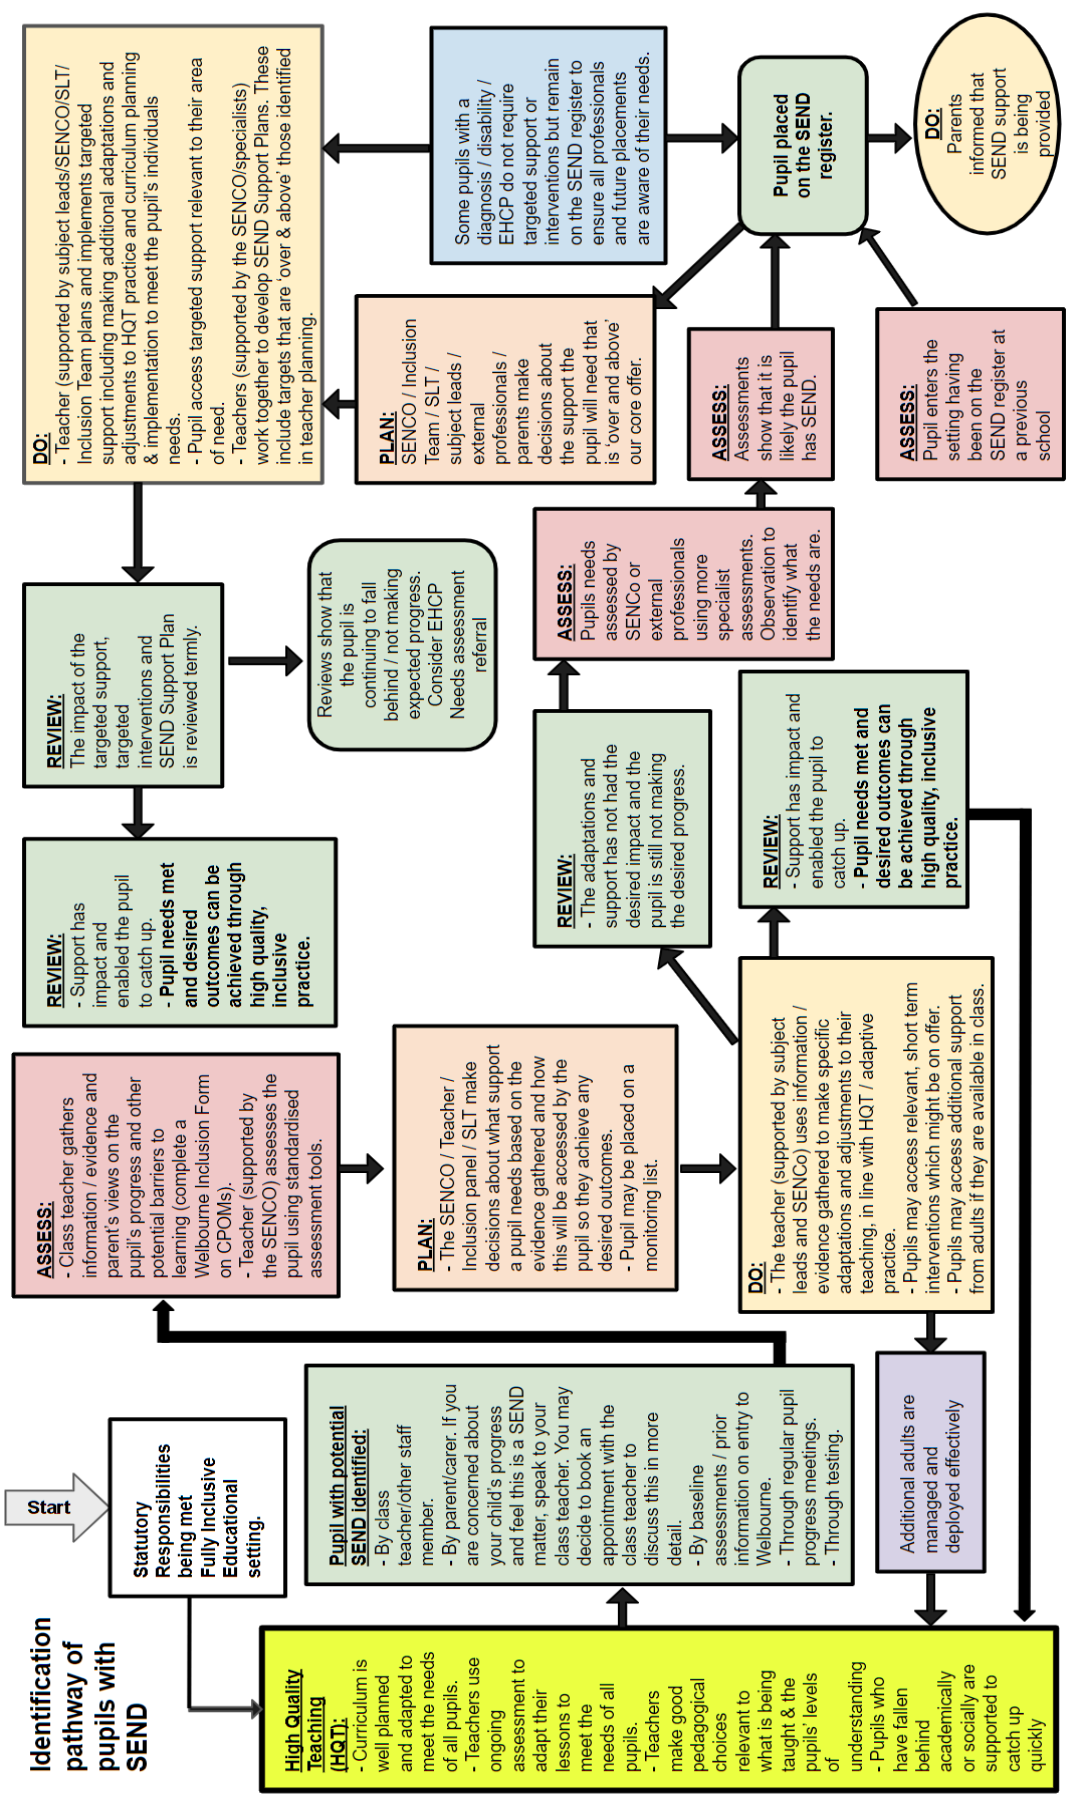 Identification
pathway of
pupils with
SEND
Start
Statutory
Responsibilities
being met
Fully Inclusive
Educational
setting.
High Quality
Teaching
(HQT):
- Curriculum is
well planned
and adapted to
meet the needs
of all pupils.
- Teachers use
ongoing
assessment to
adapt their
lessons to
meet the
needs of all
pupils.
- Teachers
make good
pedagogical
choices
relevant to
what is being
taught & the
pupils' levels
of
understanding
- Pupils who
have fallen
behind
academically
or socially are
supported to
catch up
quickly
Pupil with potential
SEND identified:
- By class
teacher/other staff
member.
- By parent/carer. If you
are concerned about
your child's progress
and feel this is a SEND
matter, speak to your
class teacher. You may
decide to book an
appointment with the
class teacher to
discuss this in more
detail.
- By baseline
assessments / prior
information on entry to
Welbourne.
- Through regular pupil
progress meetings.
- Through testing.
ASSESS:
- Class teacher gathers
information / evidence and
parent's views on the
pupil's progress and other
potential barriers to
learning (complete a
Welbourne Inclusion Form
on CPOMs).
- Teacher (supported by
the SENCO) assesses the
pupil using standardised
assessment tools.
PLAN:
- The SENCO / Teacher /
Inclusion panel / SLT make
decisions about what support
a pupil needs based on the
evidence gathered and how
this will be accessed by the
pupil so they achieve any
desired outcomes.
- Pupil may be placed on a
monitoring list.
DO:
- The teacher (supported by subject
leads and SENCo) uses information /
evidence gathered to make specific
adaptations and adjustments to their
teaching, in line with HQT / adaptive
practice.
- Pupils may access relevant, short term
interventions which might be on offer.
- Pupils may access additional support
from adults if they are available in class.
Additional adults are
managed and
deployed effectively
REVIEW:
- The adaptations and
support has not had the
desired impact and the
pupil is still not making
the desired progress.
REVIEW:
- Support has impact and
enabled the pupil to
catch up.
- Pupil needs met and
desired outcomes can
be achieved through
high quality, inclusive
practice.
ASSESS:
Pupils needs
assessed by
SENCo or
external
professionals
using more
specialist
assessments.
Observation to
identify what
the needs are.
ASSESS:
Assessments
show that it is
likely the pupil
has SEND.
ASSESS:
Pupil enters the
setting having
been on the
SEND register at
a previous
school
Pupil placed
on the SEND
register.
DO:
Parents
informed that
SEND support
is being
provided
Some pupils with a
diagnosis / disability /
EHCP do not require
targeted support or
interventions but remain
on the SEND register to
ensure all professionals
and future placements
are aware of their needs.
PLAN:
SENCO / Inclusion
Team / SLT /
subject leads /
external
professionals /
parents make
decisions about
the support the
pupil will need that
is 'over and above'
our core offer.
DO:
- Teacher (supported by subject leads/SENCO/SLT/
Inclusion Team plans and implements targeted
support including making additional adaptations and
adjustments to HQT practice and curriculum planning
& implementation to meet the pupil's individuals
needs.
- Pupil access targeted support relevant to their area
of need.
- Teachers (supported by the SENCO/specialists)
work together to develop SEND Support Plans. These
include targets that are 'over & above' those identified
in teacher planning.
REVIEW:
The impact of the
targeted support,
targeted
interventions and
SEND Support Plan
is reviewed termly.
Reviews show that
the pupil is
continuing to fall
behind / not making
expected progress.
Consider EHCP
Needs assessment
referral
REVIEW:
- Support has
impact and
enabled the pupil
to catch up.
- Pupil needs met
and desired
outcomes can be
achieved through
high quality,
inclusive
practice.